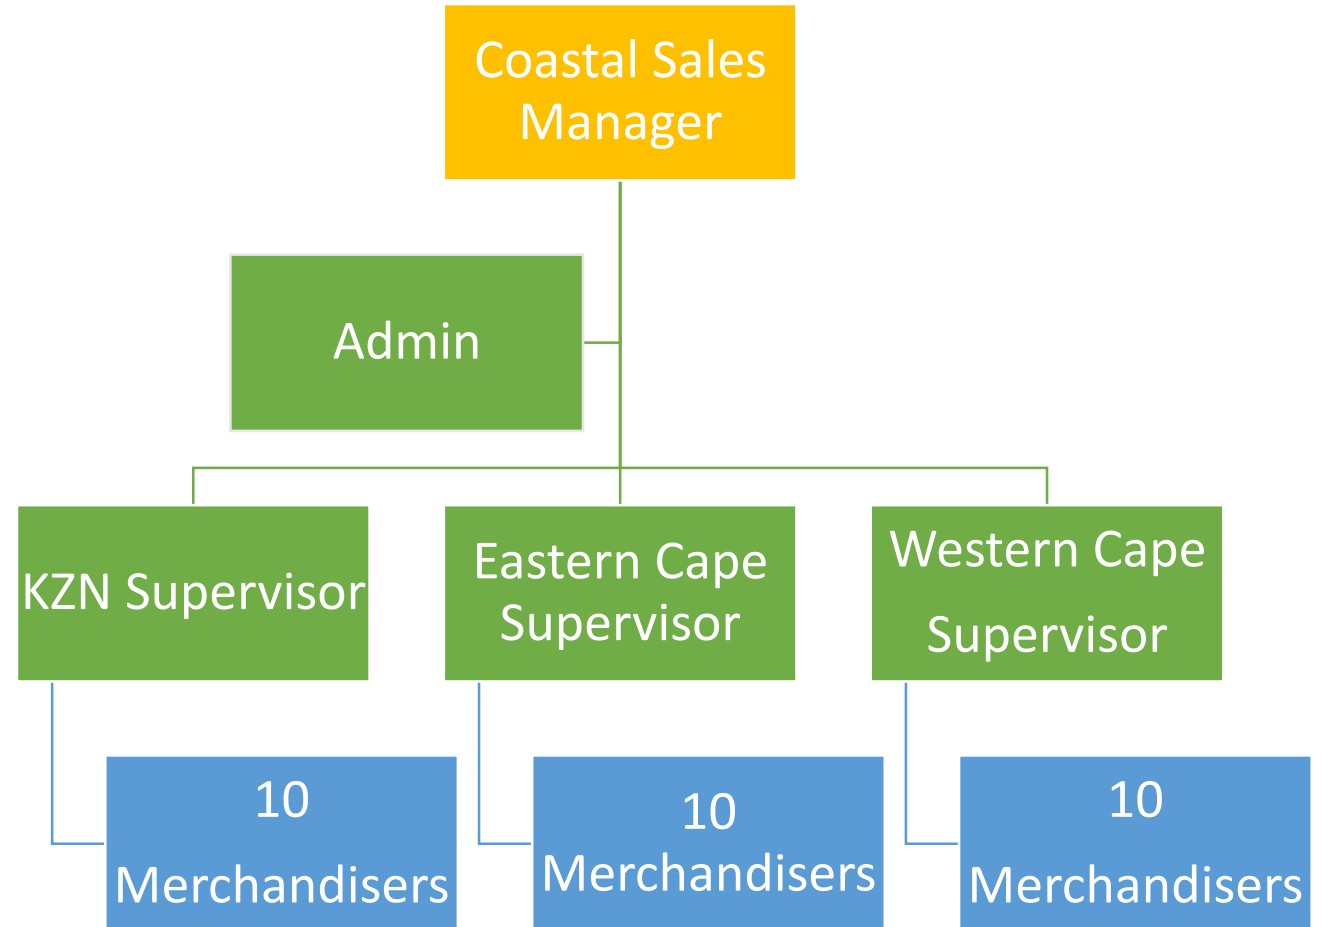 Coastal Sales
Manager
Admin
KZN Supervisor
Eastern Cape
Supervisor
Western Cape
Supervisor
10
Merchandisers
10
Merchandisers
10
Merchandisers